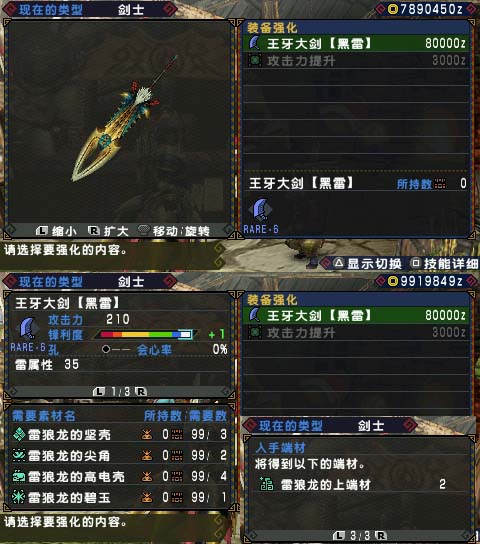 现在的类型 剑士
7890450z
装备强化
王牙大剑【黑雷】 80000z
攻击力提升 3000z
王牙大剑【黑雷】 所持数 0
RARE-6
L 缩小 R 扩大 移动/旋转
请选择要强化的内容。
△显示切换 □技能详细
现在的类型 剑士
9919849z
王牙大剑【黑雷】
攻击力 210
锋利度 +1
RARE-6
孔 ●—— 会心率 0%
雷属性 35
L 1/3 R
装备强化
王牙大剑【黑雷】 80000z
攻击力提升 3000z
需要素材名 所持数 需要数
雷狼龙的坚壳 0 99/ 3
雷狼龙的尖角 0 99/ 2
雷狼龙的高电壳 0 99/ 4
雷狼龙的碧玉 0 99/ 1
请选择要强化的内容。
现在的类型 剑士
入手端材
将得到以下的端材。
雷狼龙的上端材 2
L 3/3 R